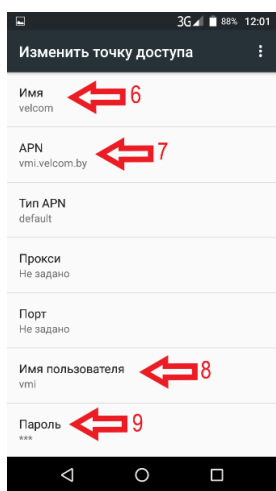 3G 88% 12:01
Изменить точку доступа
Имя 6
velcom
APN 7
vmi.velcom.by
Тип APN
default
Прокси
Не задано
Порт
Не задано
Имя пользователя 8
vmi
Пароль 9
***